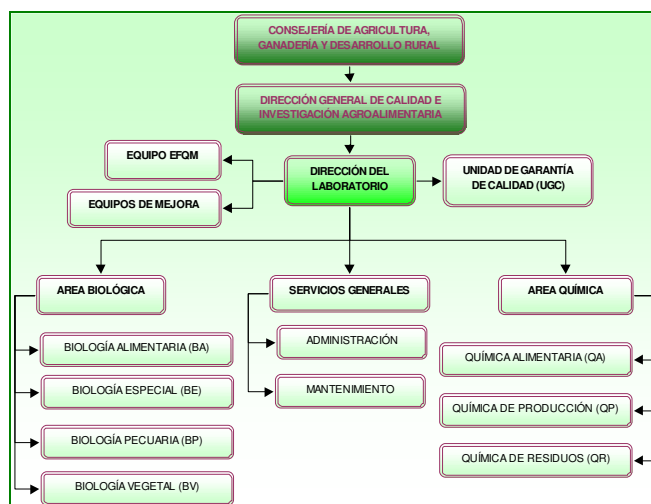 CONSEJERÍA DE AGRICULTURA,
GANADERÍA Y DESARROLLO RURAL
DIRECCIÓN GENERAL DE CALIDAD E
INVESTIGACIÓN AGROALIMENTARIA
EQUIPO EFQM
EQUIPOS DE MEJORA
DIRECCIÓN DEL
LABORATORIO
UNIDAD DE GARANTÍA
DE CALIDAD (UGC)
AREA BIOLÓGICA
BIOLOGÍA ALIMENTARIA (BA)
BIOLOGÍA ESPECIAL (BE)
BIOLOGÍA PECUARIA (BP)
BIOLOGÍA VEGETAL (BV)
SERVICIOS GENERALES
ADMINISTRACIÓN
MANTENIMIENTO
AREA QUÍMICA
QUÍMICA ALIMENTARIA (QA)
QUÍMICA DE PRODUCCIÓN (QP)
QUÍMICA DE RESIDUOS (QR)